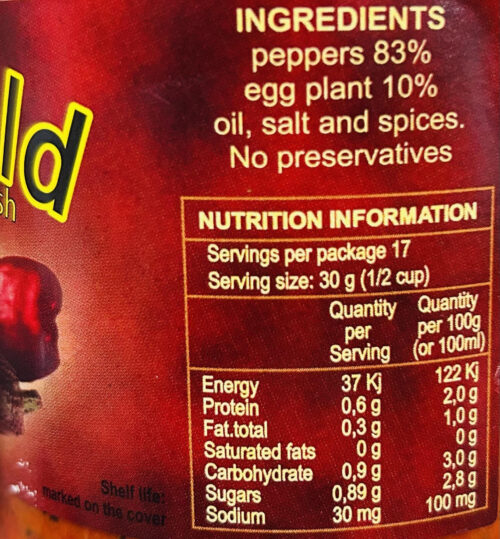 INGREDIENTS
peppers 83%
egg plant 10%
oil, salt and spices.
No preservatives
ld
sh
NUTRITION INFORMATION
Servings per package 17
Serving size: 30 g (1/2 cup)
Quantity per Serving Quantity per 100g (or 100ml)
Energy 37 Kj 122 Kj
Protein 0,6 g 2,0 g
Fat.total 0,3 g 1,0 g
Saturated fats 0 g 0 g
Carbohydrate 0,9 g 3,0 g
Sugars 0,89 g 2,8 g
Sodium 30 mg 100 mg
Shelf life:
marked on the cover